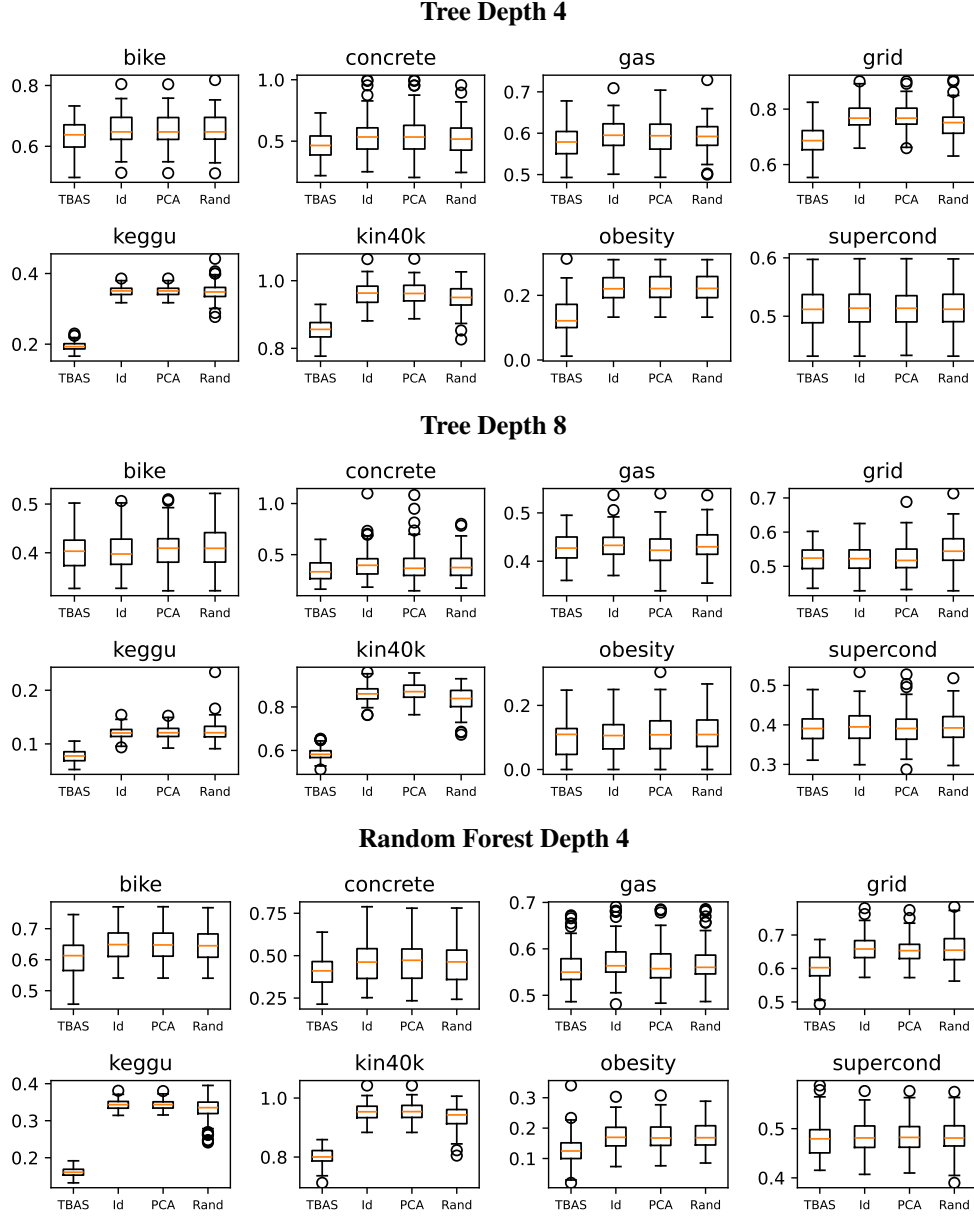 Tree Depth 4
bike concrete gas grid
0.8 1.0 0.7 0.8
0.6 0.5 0.6 0.6
0.5
TBAS Id PCA Rand TBAS Id PCA Rand TBAS Id PCA Rand TBAS Id PCA Rand
keggu kin40k obesity supercond
0.4 1.0 0.2 0.5
0.2 0.8 0.0
TBAS Id PCA Rand TBAS Id PCA Rand TBAS Id PCA Rand TBAS Id PCA Rand
Tree Depth 8
bike concrete gas grid
0.5 1.0 0.5 0.7
0.4 0.5 0.4 0.6
0.5
TBAS Id PCA Rand TBAS Id PCA Rand TBAS Id PCA Rand TBAS Id PCA Rand
keggu kin40k obesity supercond
0.2 0.8 0.2 0.5
0.1 0.6 0.0 0.4
0.3
TBAS Id PCA Rand TBAS Id PCA Rand TBAS Id PCA Rand TBAS Id PCA Rand
Random Forest Depth 4
bike concrete gas grid
0.7 0.75 0.7 0.7
0.6 0.50 0.6 0.6
0.5 0.25 0.5 0.5
TBAS Id PCA Rand TBAS Id PCA Rand TBAS Id PCA Rand TBAS Id PCA Rand
keggu kin40k obesity supercond
0.4 1.0 0.3 0.5
0.3 0.8 0.2 0.4
0.2 0.1
TBAS Id PCA Rand TBAS Id PCA Rand TBAS Id PCA Rand TBAS Id PCA Rand